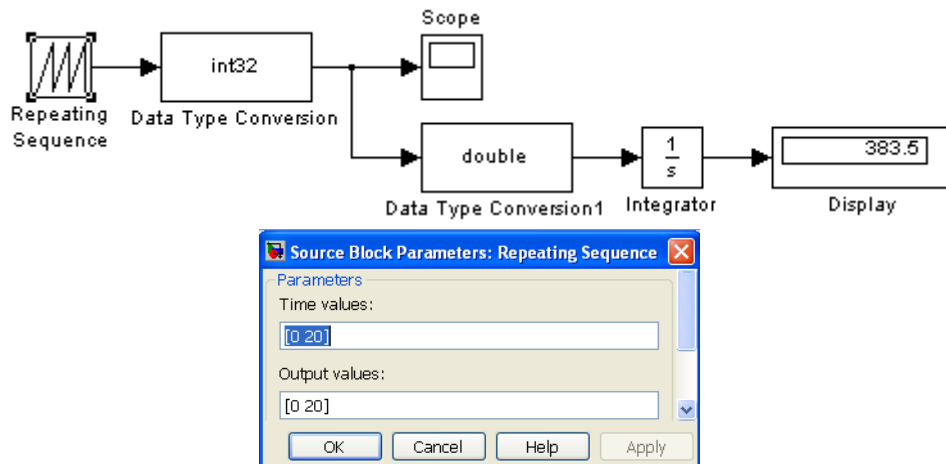 Scope
int32
Repeating
Sequence
Data Type Conversion
double
1
s
383.5
Data Type Conversion1
Integrator
Display
Source Block Parameters: Repeating Sequence
Parameters
Time values:
[0 20]
Output values:
[0 20]
OK
Cancel
Help
Apply